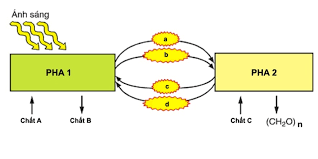 Ánh sáng
a
b
PHA 1
PHA 2
c
d
Chất A
Chất B
Chất C
(CH2O) n